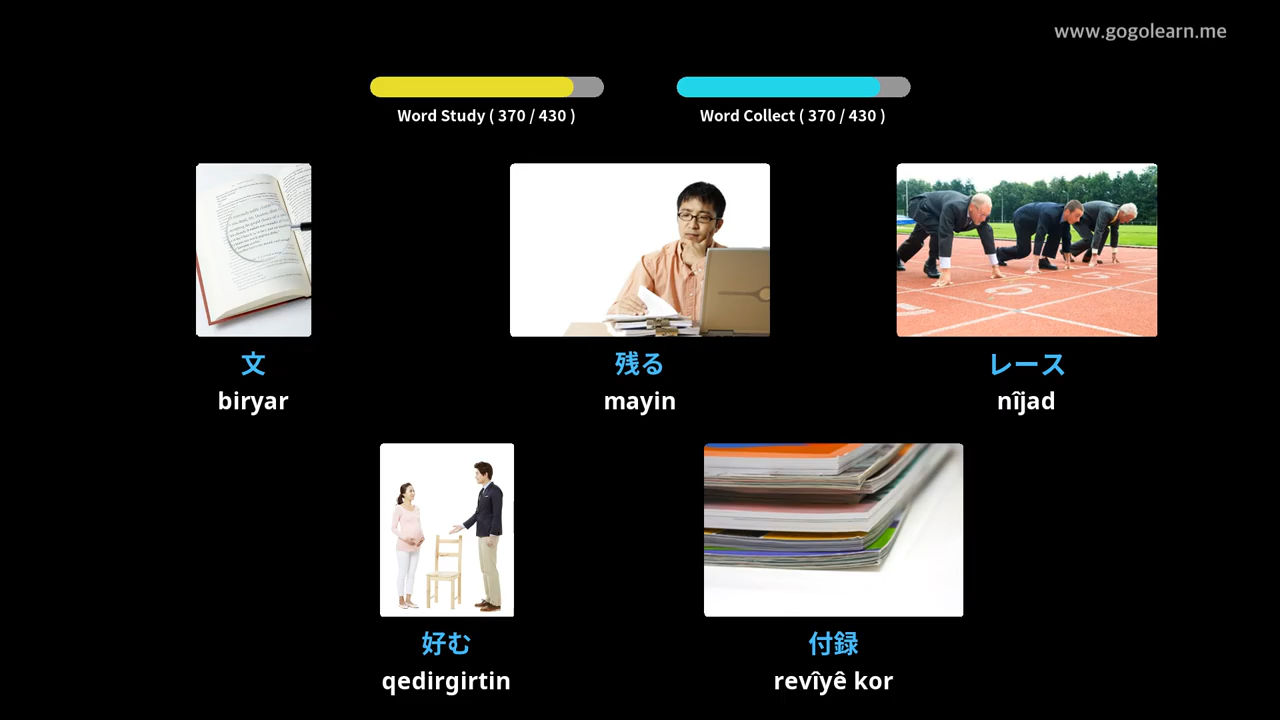 www.gogolearn.me
Word Study ( 370 / 430 )
Word Collect ( 370 / 430 )
文
biryar
残る
mayin
レース
nîjad
好む
qedirgirtin
付録
revîyê kor